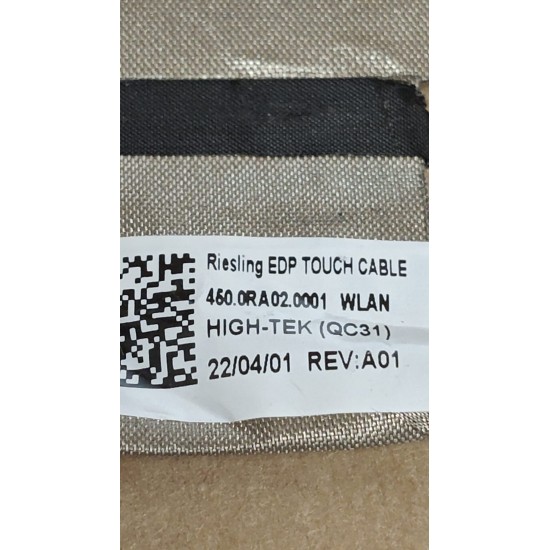 Riesling EDP TOUCH CABLE
450.0RA02.0001 WLAN
HIGH-TEK (QC31)
22/04/01 REV:A01